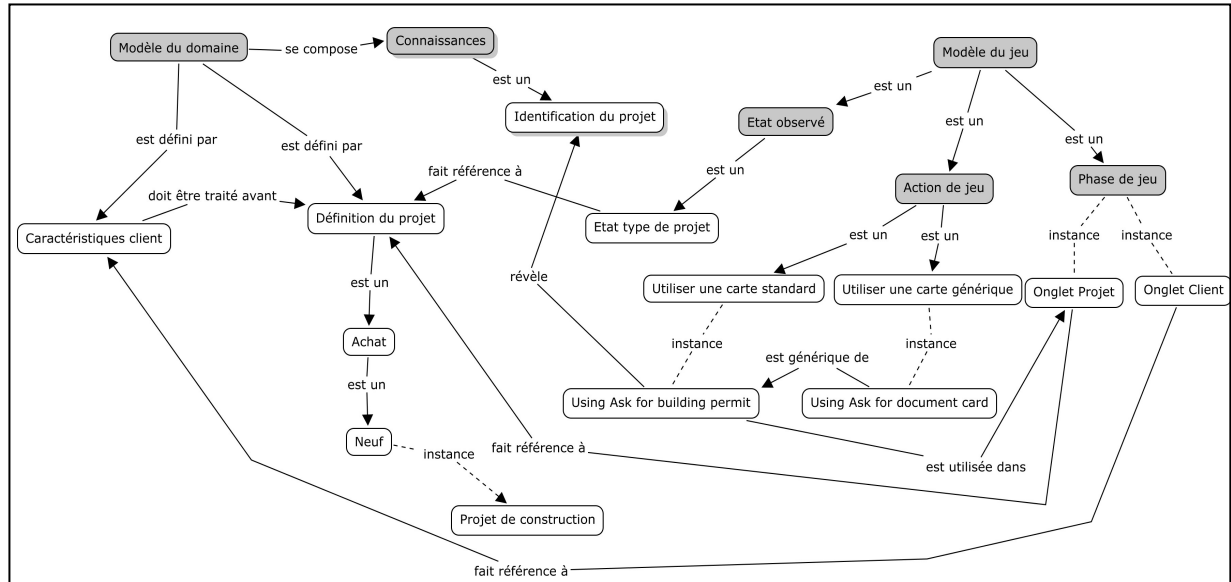 Modèle du domaine
se compose
Connaissances
Modèle du jeu
est un
est un
Identification du projet
Etat observé
est un
est un
est défini par
est défini par
fait référence à
est un
Action de jeu
Phase de jeu
doit être traité avant
Caractéristiques client
Définition du projet
Etat type de projet
est un
est un
instance
instance
est un
révèle
Utiliser une carte standard
Utiliser une carte générique
Onglet Projet
Onglet Client
Achat
instance
instance
est générique de
est un
Using Ask for building permit
Using Ask for document card
Neuf
instance
fait référence à
est utilisée dans
Projet de construction
fait référence à